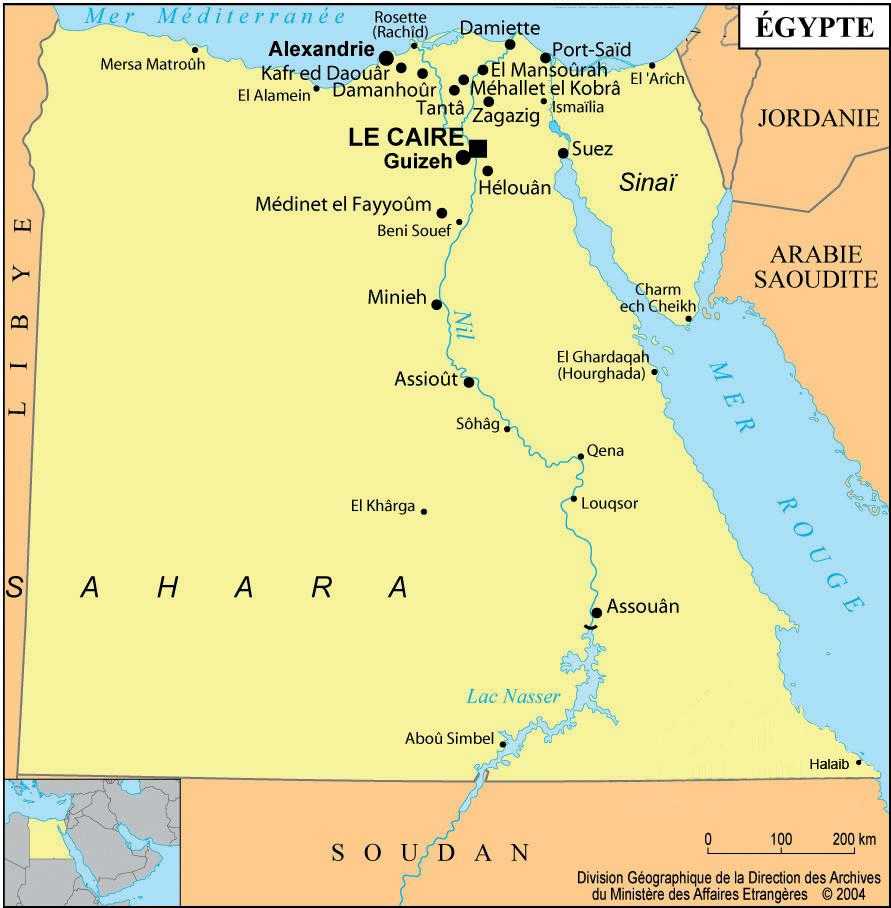 Mer Méditerranée
ÉGYPTE
Rosette
(Rachîd)
Damiette
Alexandrie
Port-Saïd
Mersa Matroûh
Kafr ed Daouâr
El Mansoûrah
El 'Arîch
El Alamein
Damanhoûr
Méhallet el Kobrâ
Tantâ
Zagazig
Ismaïlia
JORDANIE
LE CAIRE
Guizeh
Suez
Hélouân
Sinaï
Médinet el Fayyoûm
Beni Souef
LIBYE
ARABIE
SAOUDITE
Minieh
Nil
Charm
ech Cheikh
El Ghardaqah
(Hourghada)
Assioût
MER
ROUGE
Sôhâg
Qena
El Khârga
Louqsor
SAHARA
Assouân
Lac Nasser
Aboû Simbel
Halaib
SOUDAN
0 100 200 km
Division Géographique de la Direction des Archives
du Ministère des Affaires Etrangères © 2004